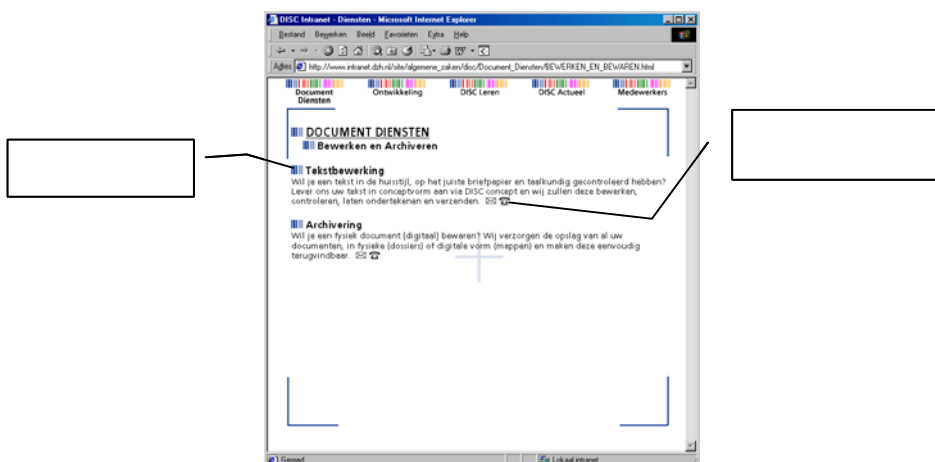 DISC Intranet - Diensten - Microsoft Internet Explorer
Bestand Bewerken Beeld Favorieten Extra Help
Adres http://www.intranet.dzh.nl/site/algemene_zaken/disc/Document_Diensten/BEWERKEN_EN_BEWAREN.html
Document Diensten
Ontwikkeling
DISC Leren
DISC Actueel
Medewerkers
DOCUMENT DIENSTEN
Bewerken en Archiveren
Tekstbewerking
Wil je een tekst in de huisstijl, op het juiste briefpapier en taalkundig gecontroleerd hebben?
Lever ons uw tekst in conceptvorm aan via DISC concept en wij zullen deze bewerken,
controleren, laten ondertekenen en verzenden.
Archivering
Wil je een fysiek document (digitaal) bewaren? Wij verzorgen de opslag van al uw
documenten, in fysieke (dossiers) of digitale vorm (mappen) en maken deze eenvoudig
terugvindbaar.
Gereed
Lokaal intranet